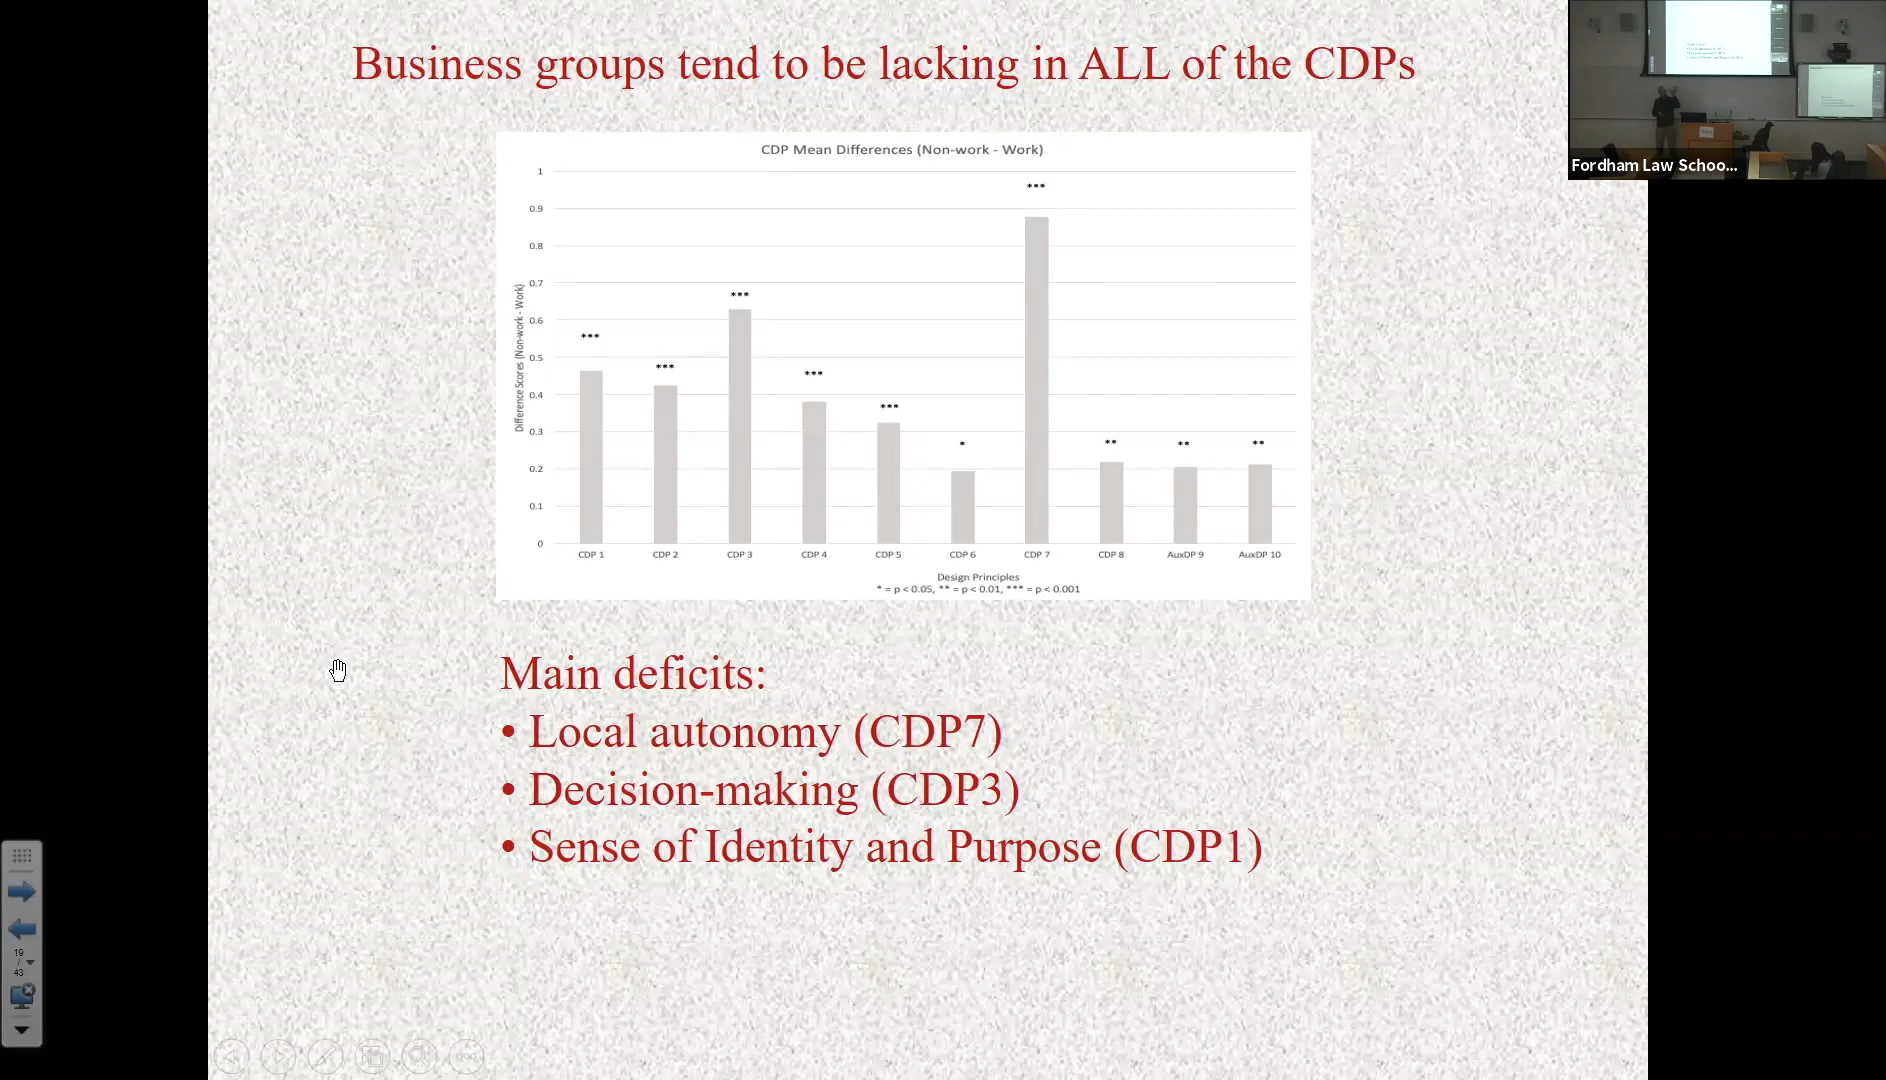 Business groups tend to be lacking in ALL of the CDPs
Fordham Law Schoo...
CDP Mean Differences (Non-work - Work)
Difference Scores (Non-work - Work)
1
0.9
0.8
0.7
0.6
0.5
0.4
0.3
0.2
0.1
0
***
***
***
***
***
*
***
**
**
**
CDP 1 CDP 2 CDP 3 CDP 4 CDP 5 CDP 6 CDP 7 CDP 8 AuxDP 9 AuxDP 10
Design Principles
* = p < 0.05, ** = p < 0.01, *** = p < 0.001
Main deficits:
• Local autonomy (CDP7)
• Decision-making (CDP3)
• Sense of Identity and Purpose (CDP1)
19
/
43